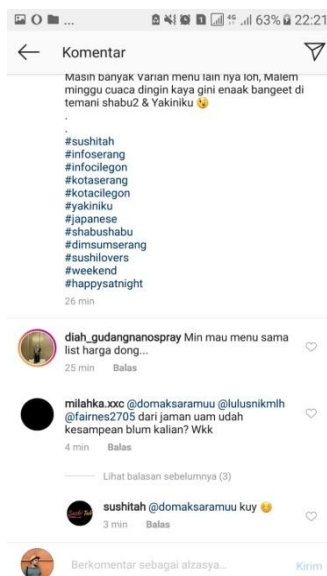 ... 63% 22:21
Komentar
Masih banyak Varian menu lain nya loh, Malem
minggu cuaca dingin kaya gini enaak bangeet di
temani shabu2 & Yakiniku 😉
.
.
#sushitah
#infoserang
#infocilegon
#kotaserang
#kotacilegon
#yakiniku
#japanese
#shabushabu
#dimsumserang
#sushilovers
#weekend
#happysatnight
26 min
diah_gudangnanospray Min mau menu sama
list harga dong...
25 min Balas
milahka.xxc @domaksaramuu @lulusnikmlh
@fairnes2705 dari jaman uam udah
kesampean blum kalian? Wkk
4 min Balas
Lihat balasan sebelumnya (3)
sushitah @domaksaramuu kuy 😊
3 min Balas
Berkomentar sebagai alzasya... Kirim